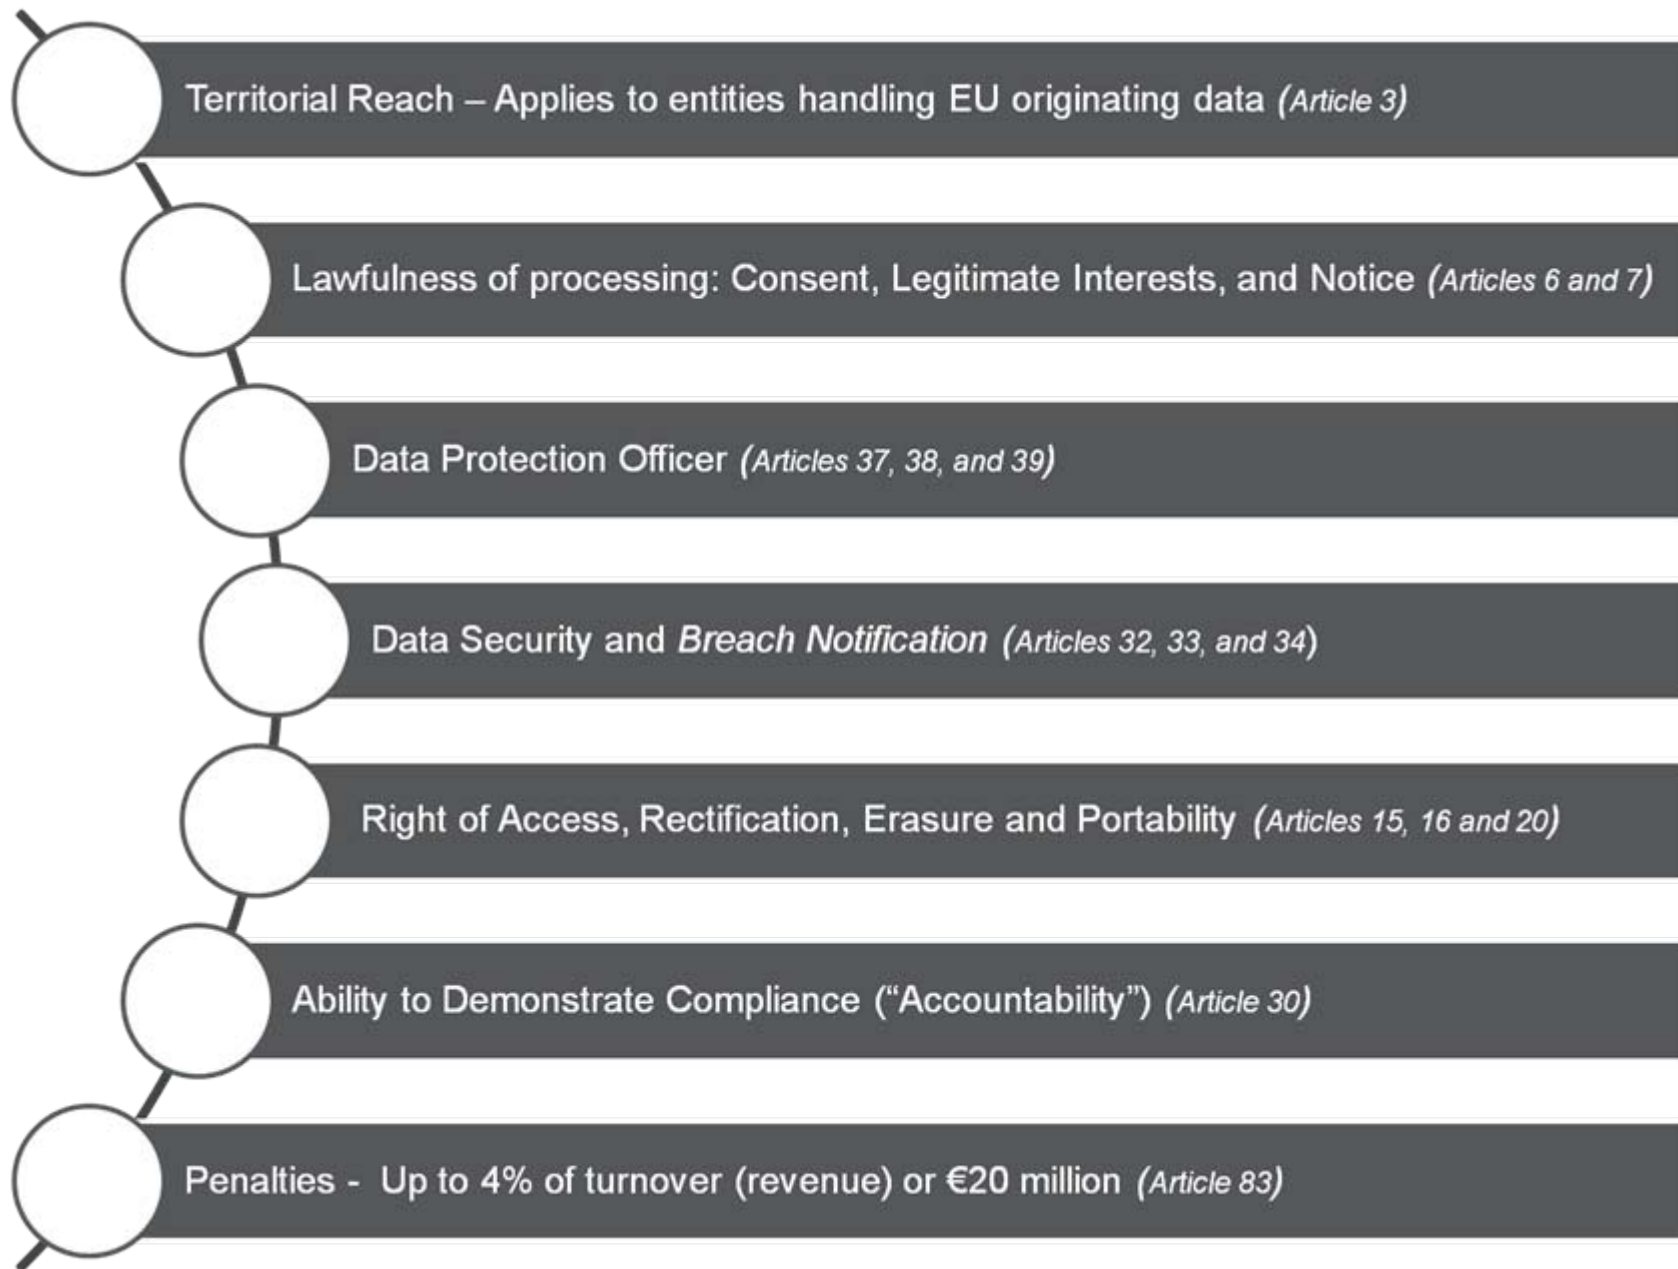 Territorial Reach – Applies to entities handling EU originating data (Article 3)
Lawfulness of processing: Consent, Legitimate Interests, and Notice (Articles 6 and 7)
Data Protection Officer (Articles 37, 38, and 39)
Data Security and Breach Notification (Articles 32, 33, and 34)
Right of Access, Rectification, Erasure and Portability (Articles 15, 16 and 20)
Ability to Demonstrate Compliance (“Accountability”) (Article 30)
Penalties - Up to 4% of turnover (revenue) or €20 million (Article 83)